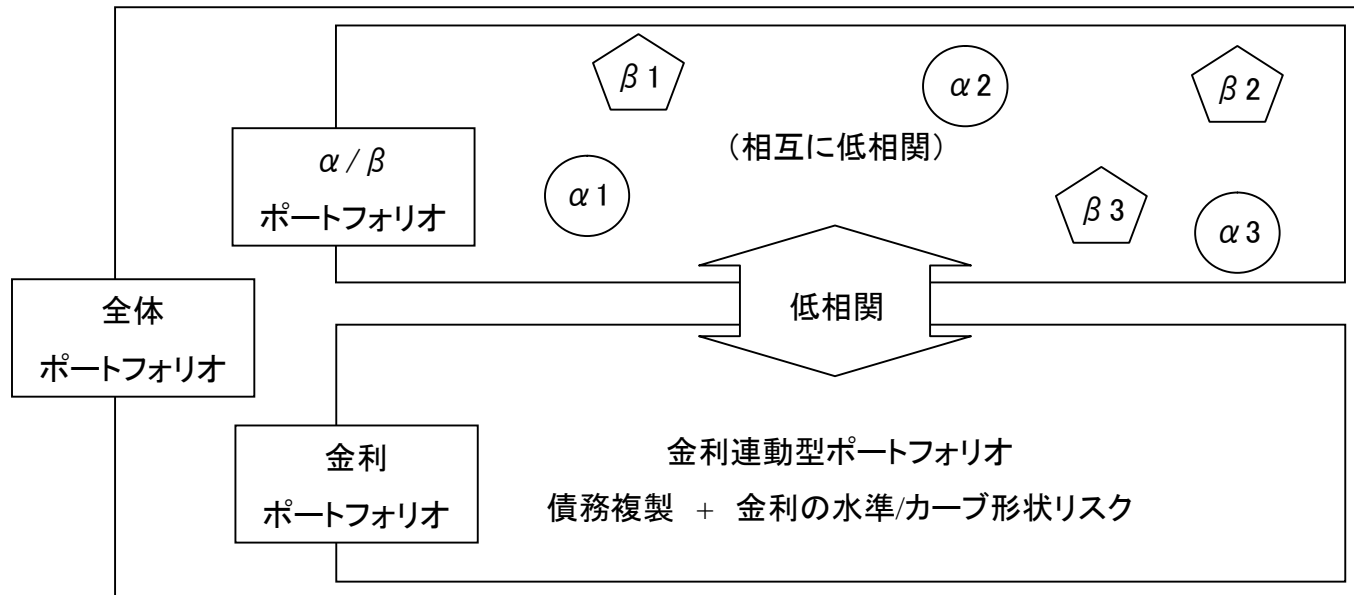 β1
α2
β2
α/β
ポートフォリオ
(相互に低相関)
α1
β3
α3
全体
ポートフォリオ
低相関
金利
ポートフォリオ
金利連動型ポートフォリオ
債務複製 + 金利の水準/カーブ形状リスク